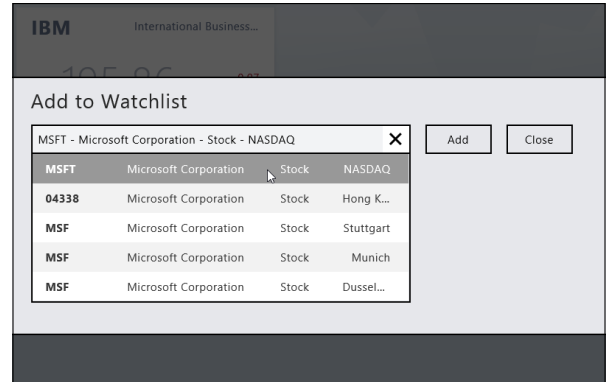 IBM International Business...
Add to Watchlist
MSFT - Microsoft Corporation - Stock - NASDAQ Add Close
MSFT Microsoft Corporation Stock NASDAQ
04338 Microsoft Corporation Stock Hong K...
MSF Microsoft Corporation Stock Stuttgart
MSF Microsoft Corporation Stock Munich
MSF Microsoft Corporation Stock Dussel...